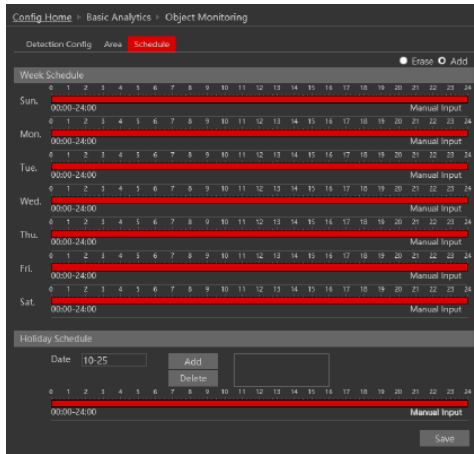 Config Home ▸ Basic Analytics ▸ Object Monitoring
Detection Config Area Schedule
Erase Add
Week Schedule
0 1 2 3 4 5 6 7 8 9 10 11 12 13 14 15 16 17 18 19 20 21 22 23 24
Sun.
00:00-24:00 Manual Input
0 1 2 3 4 5 6 7 8 9 10 11 12 13 14 15 16 17 18 19 20 21 22 23 24
Mon.
00:00-24:00 Manual Input
0 1 2 3 4 5 6 7 8 9 10 11 12 13 14 15 16 17 18 19 20 21 22 23 24
Tue.
00:00-24:00 Manual Input
0 1 2 3 4 5 6 7 8 9 10 11 12 13 14 15 16 17 18 19 20 21 22 23 24
Wed.
00:00-24:00 Manual Input
0 1 2 3 4 5 6 7 8 9 10 11 12 13 14 15 16 17 18 19 20 21 22 23 24
Thu.
00:00-24:00 Manual Input
0 1 2 3 4 5 6 7 8 9 10 11 12 13 14 15 16 17 18 19 20 21 22 23 24
Fri.
00:00-24:00 Manual Input
0 1 2 3 4 5 6 7 8 9 10 11 12 13 14 15 16 17 18 19 20 21 22 23 24
Sat.
00:00-24:00 Manual Input
Holiday Schedule
Date 10-25 Add
Delete
0 1 2 3 4 5 6 7 8 9 10 11 12 13 14 15 16 17 18 19 20 21 22 23 24
00:00-24:00 Manual Input
Save